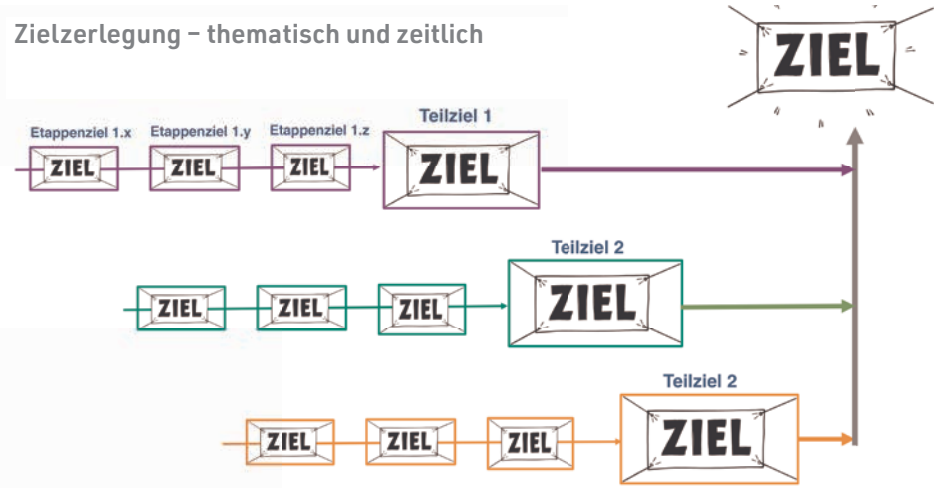 Zielzerlegung – thematisch und zeitlich
ZIEL
Teilziel 1
Etappenziel 1.x Etappenziel 1.y Etappenziel 1.z
ZIEL ZIEL ZIEL ZIEL
Teilziel 2
ZIEL ZIEL ZIEL ZIEL
Teilziel 2
ZIEL ZIEL ZIEL ZIEL